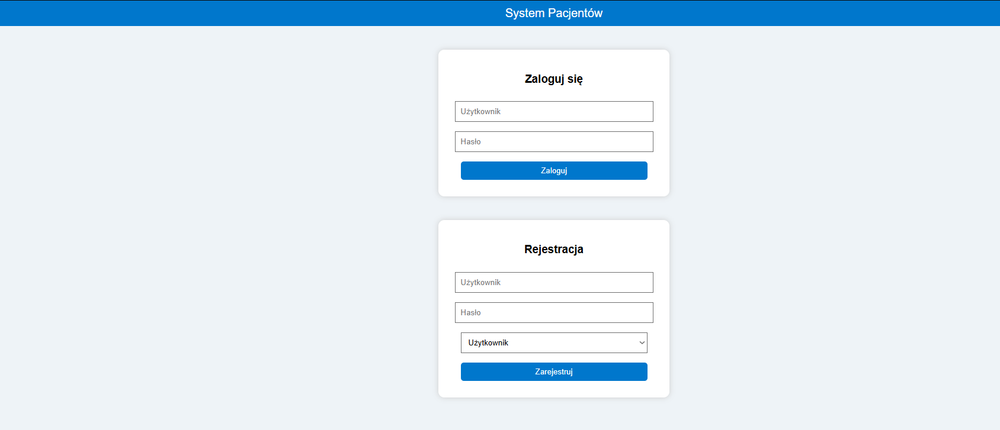 System Pacjentów
Zaloguj się
Użytkownik
Hasło
Zaloguj
Rejestracja
Użytkownik
Hasło
Użytkownik
Zarejestruj